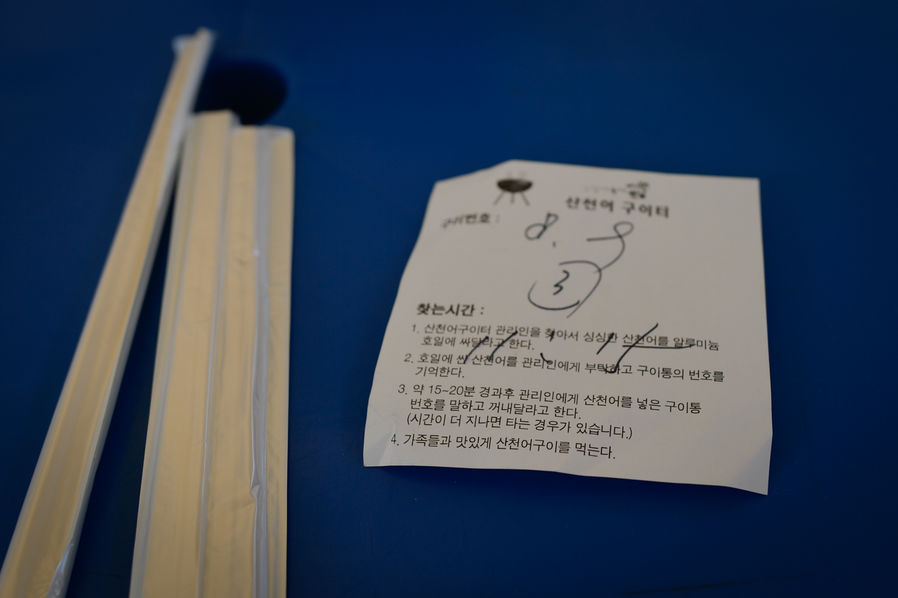 산천어 구이터
구이번호 :
8, 9
3
찾는시간 :
1. 산천어구이터 관라인을 찾아서 싱싱한 산천어를 알루미늄
호일에 싸달라고 한다.
2. 호일에 싼 산천어를 관리인에게 부탁하고 구이통의 번호를
기억한다.
3. 약 15~20분 경과후 관리인에게 산천어를 넣은 구이통
번호를 말하고 꺼내달라고 한다.
(시간이 더 지나면 타는 경우가 있습니다.)
4. 가족들과 맛있게 산천어구이를 먹는다.